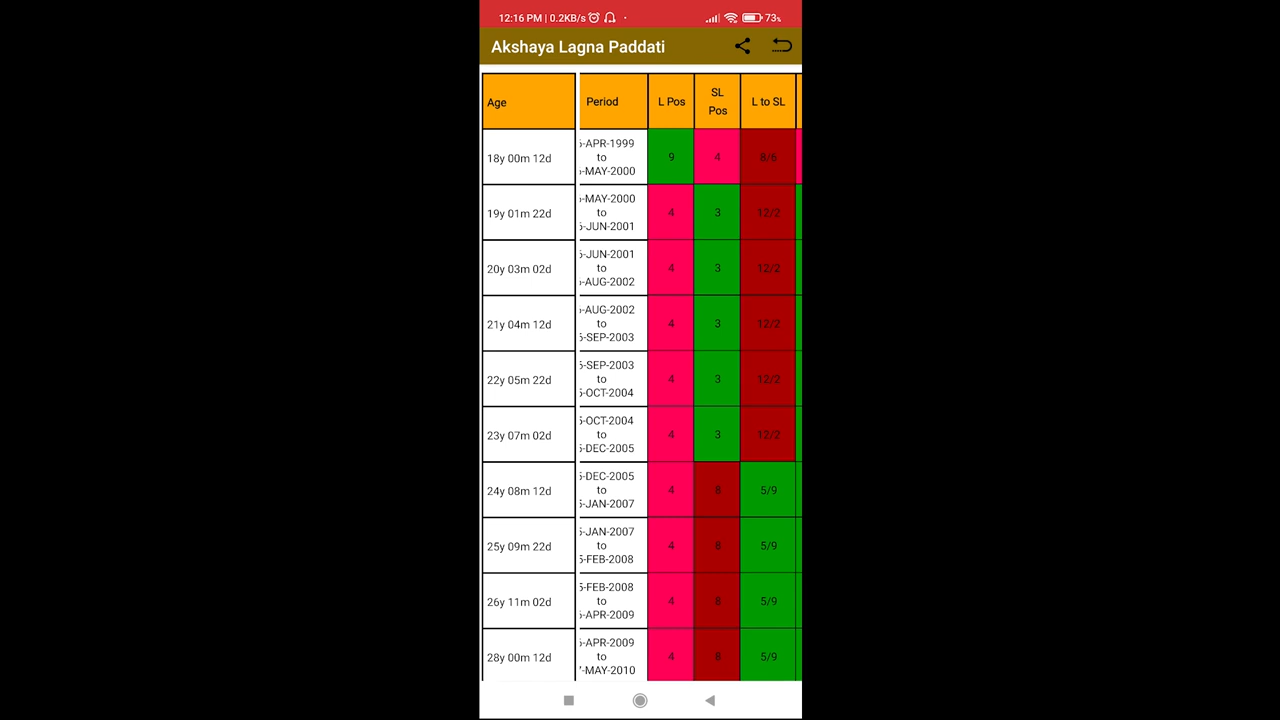 12:16 PM | 0.2KB/s
73%
Akshaya Lagna Paddati
Age
Period
L Pos
SL
Pos
L to SL
18y 00m 12d
-APR-1999
to
-MAY-2000
9
4
8/6
19y 01m 22d
-MAY-2000
to
-JUN-2001
4
3
12/2
20y 03m 02d
-JUN-2001
to
-AUG-2002
4
3
12/2
21y 04m 12d
-AUG-2002
to
-SEP-2003
4
3
12/2
22y 05m 22d
-SEP-2003
to
-OCT-2004
4
3
12/2
23y 07m 02d
-OCT-2004
to
-DEC-2005
4
3
12/2
24y 08m 12d
-DEC-2005
to
-JAN-2007
4
8
5/9
25y 09m 22d
-JAN-2007
to
-FEB-2008
4
8
5/9
26y 11m 02d
-FEB-2008
to
-APR-2009
4
8
5/9
28y 00m 12d
-APR-2009
to
-MAY-2010
4
8
5/9